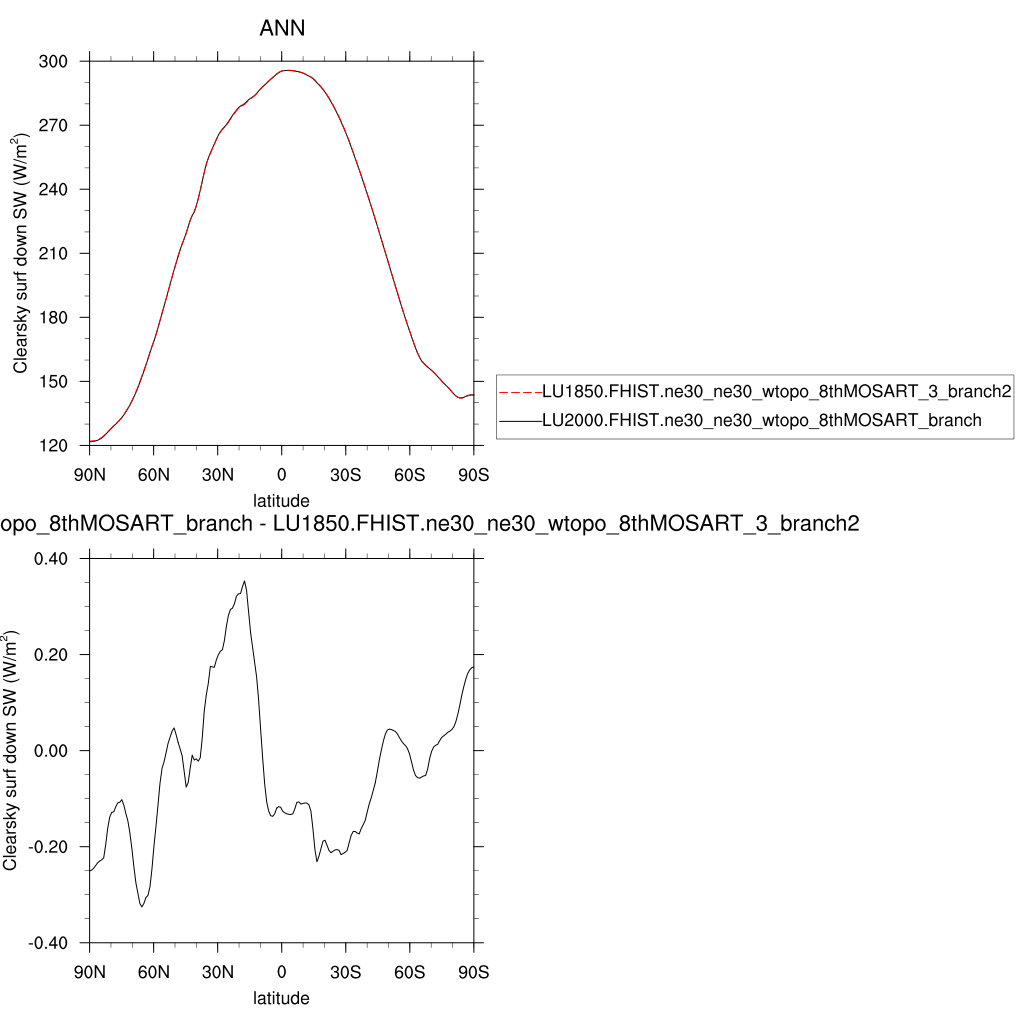 ANN
300
270
240
210
180
150
120
Clearsky surf down SW (W/m²)
90N 60N 30N 0 30S 60S 90S
latitude
LU1850.FHIST.ne30_ne30_wtopo_8thMOSART_3_branch2
LU2000.FHIST.ne30_ne30_wtopo_8thMOSART_branch
opo_8thMOSART_branch - LU1850.FHIST.ne30_ne30_wtopo_8thMOSART_3_branch2
0.40
0.20
0.00
-0.20
-0.40
Clearsky surf down SW (W/m²)
90N 60N 30N 0 30S 60S 90S
latitude